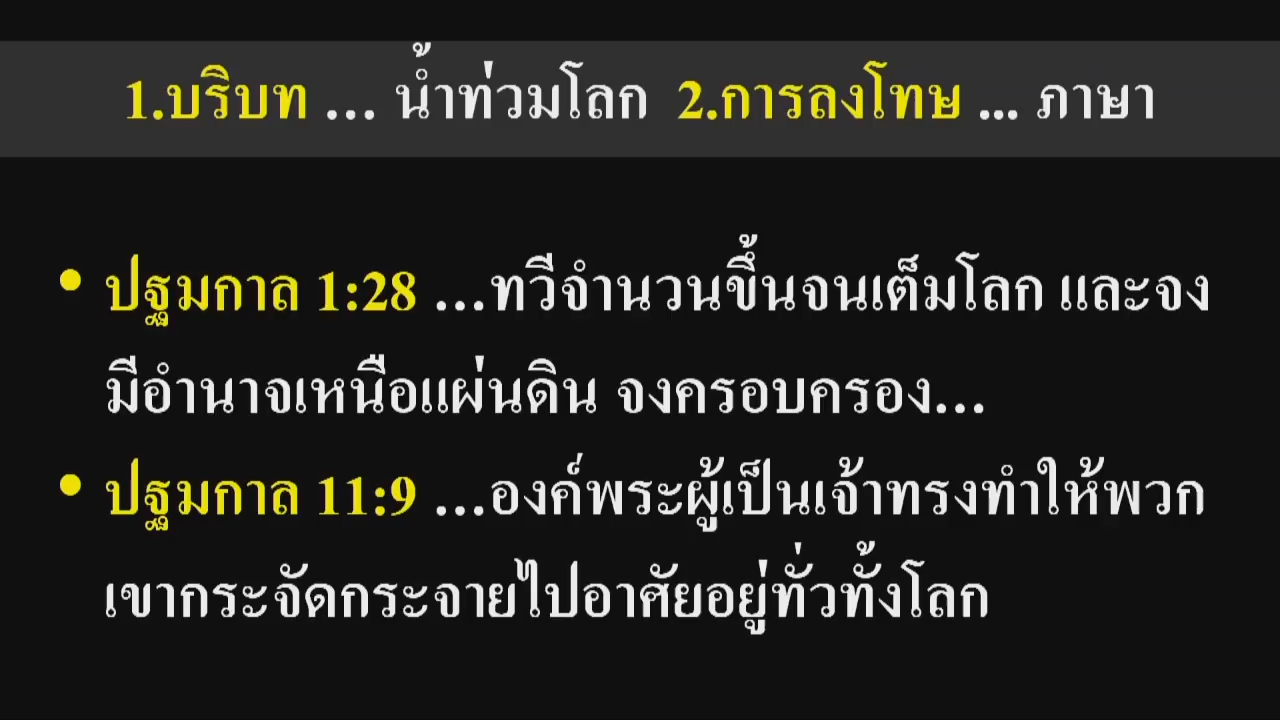 1.บริบท ... น้ำท่วมโลก 2.การลงโทษ ... ภาษา
• ปฐมกาล 1:28 ...ทวีจำนวนขึ้นจนเต็มโลก และจง
มีอำนาจเหนือแผ่นดิน จงครอบครอง...
• ปฐมกาล 11:9 ...องค์พระผู้เป็นเจ้าทรงทำให้พวก
เขากระจัดกระจายไปอาศัยอยู่ทั่วทั้งโลก